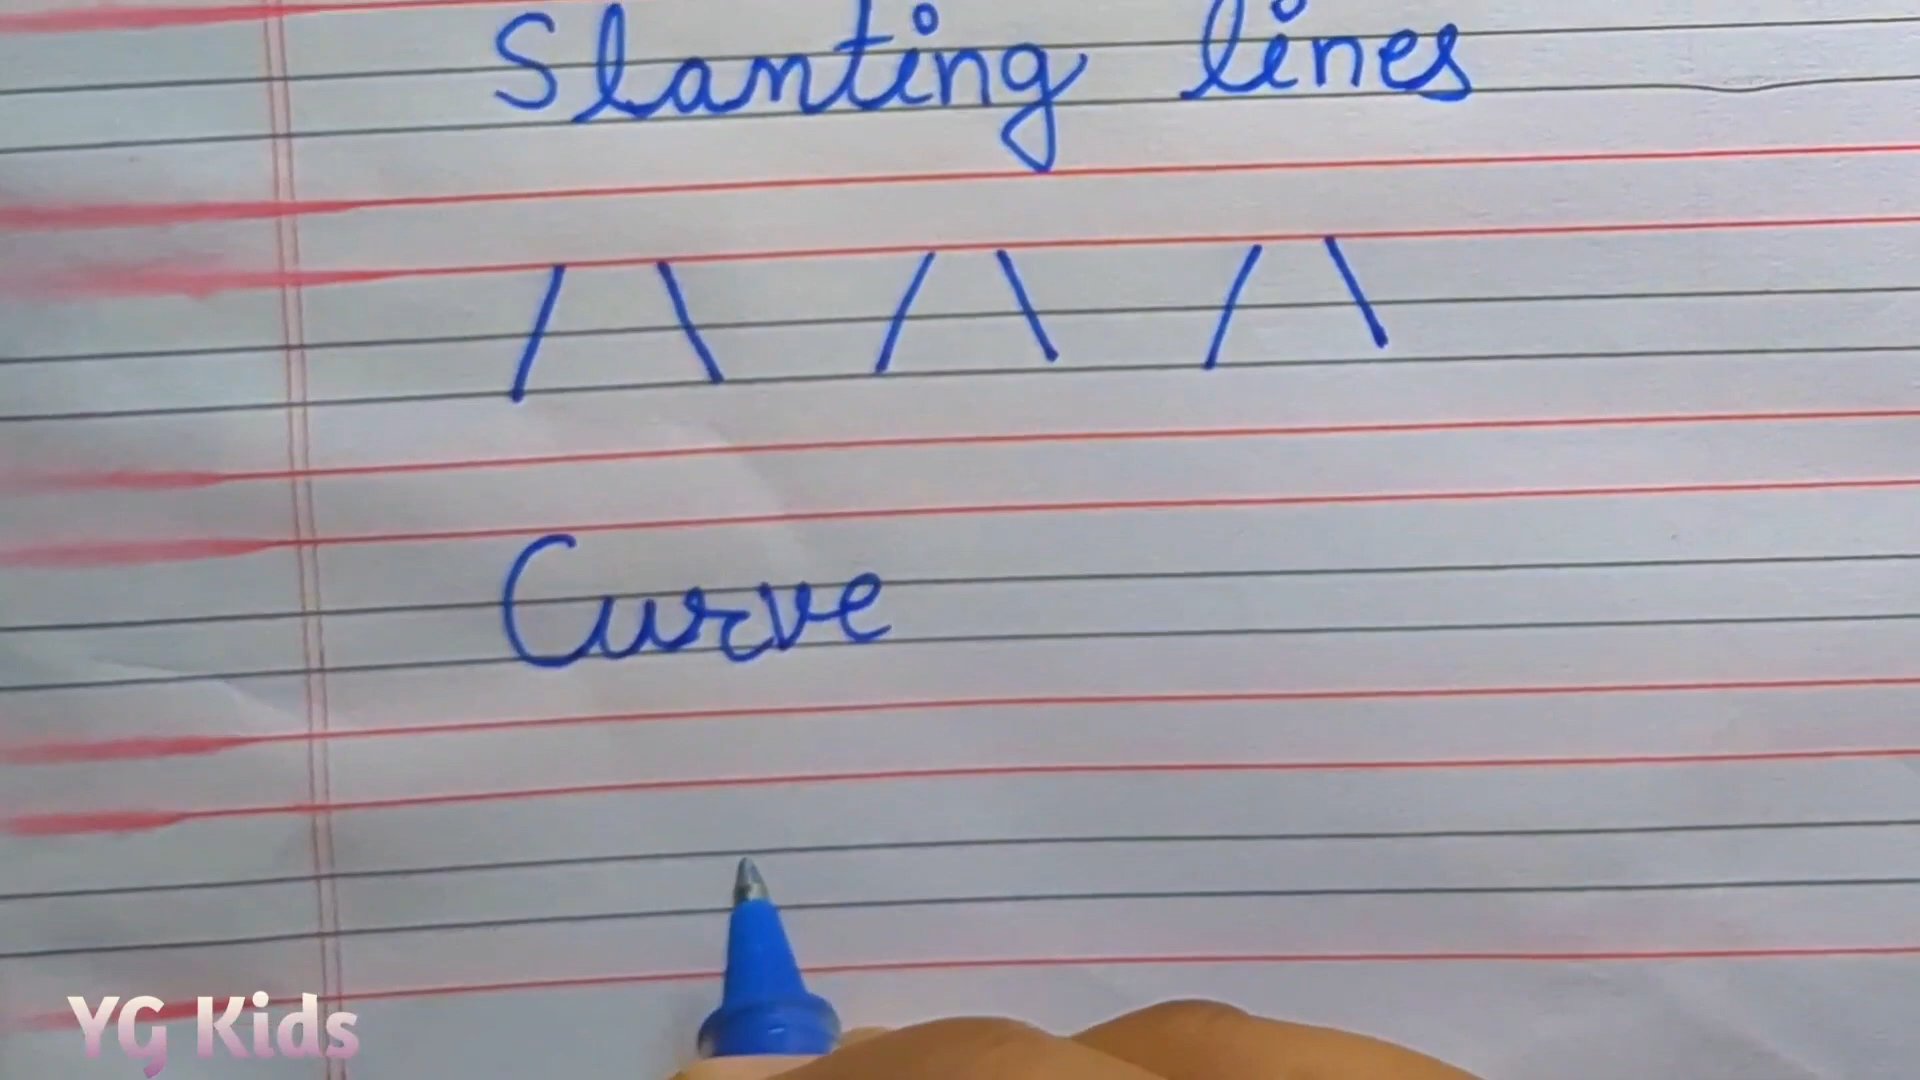 Slanting lines
/ \ / \ / \
Curve
YG Kids